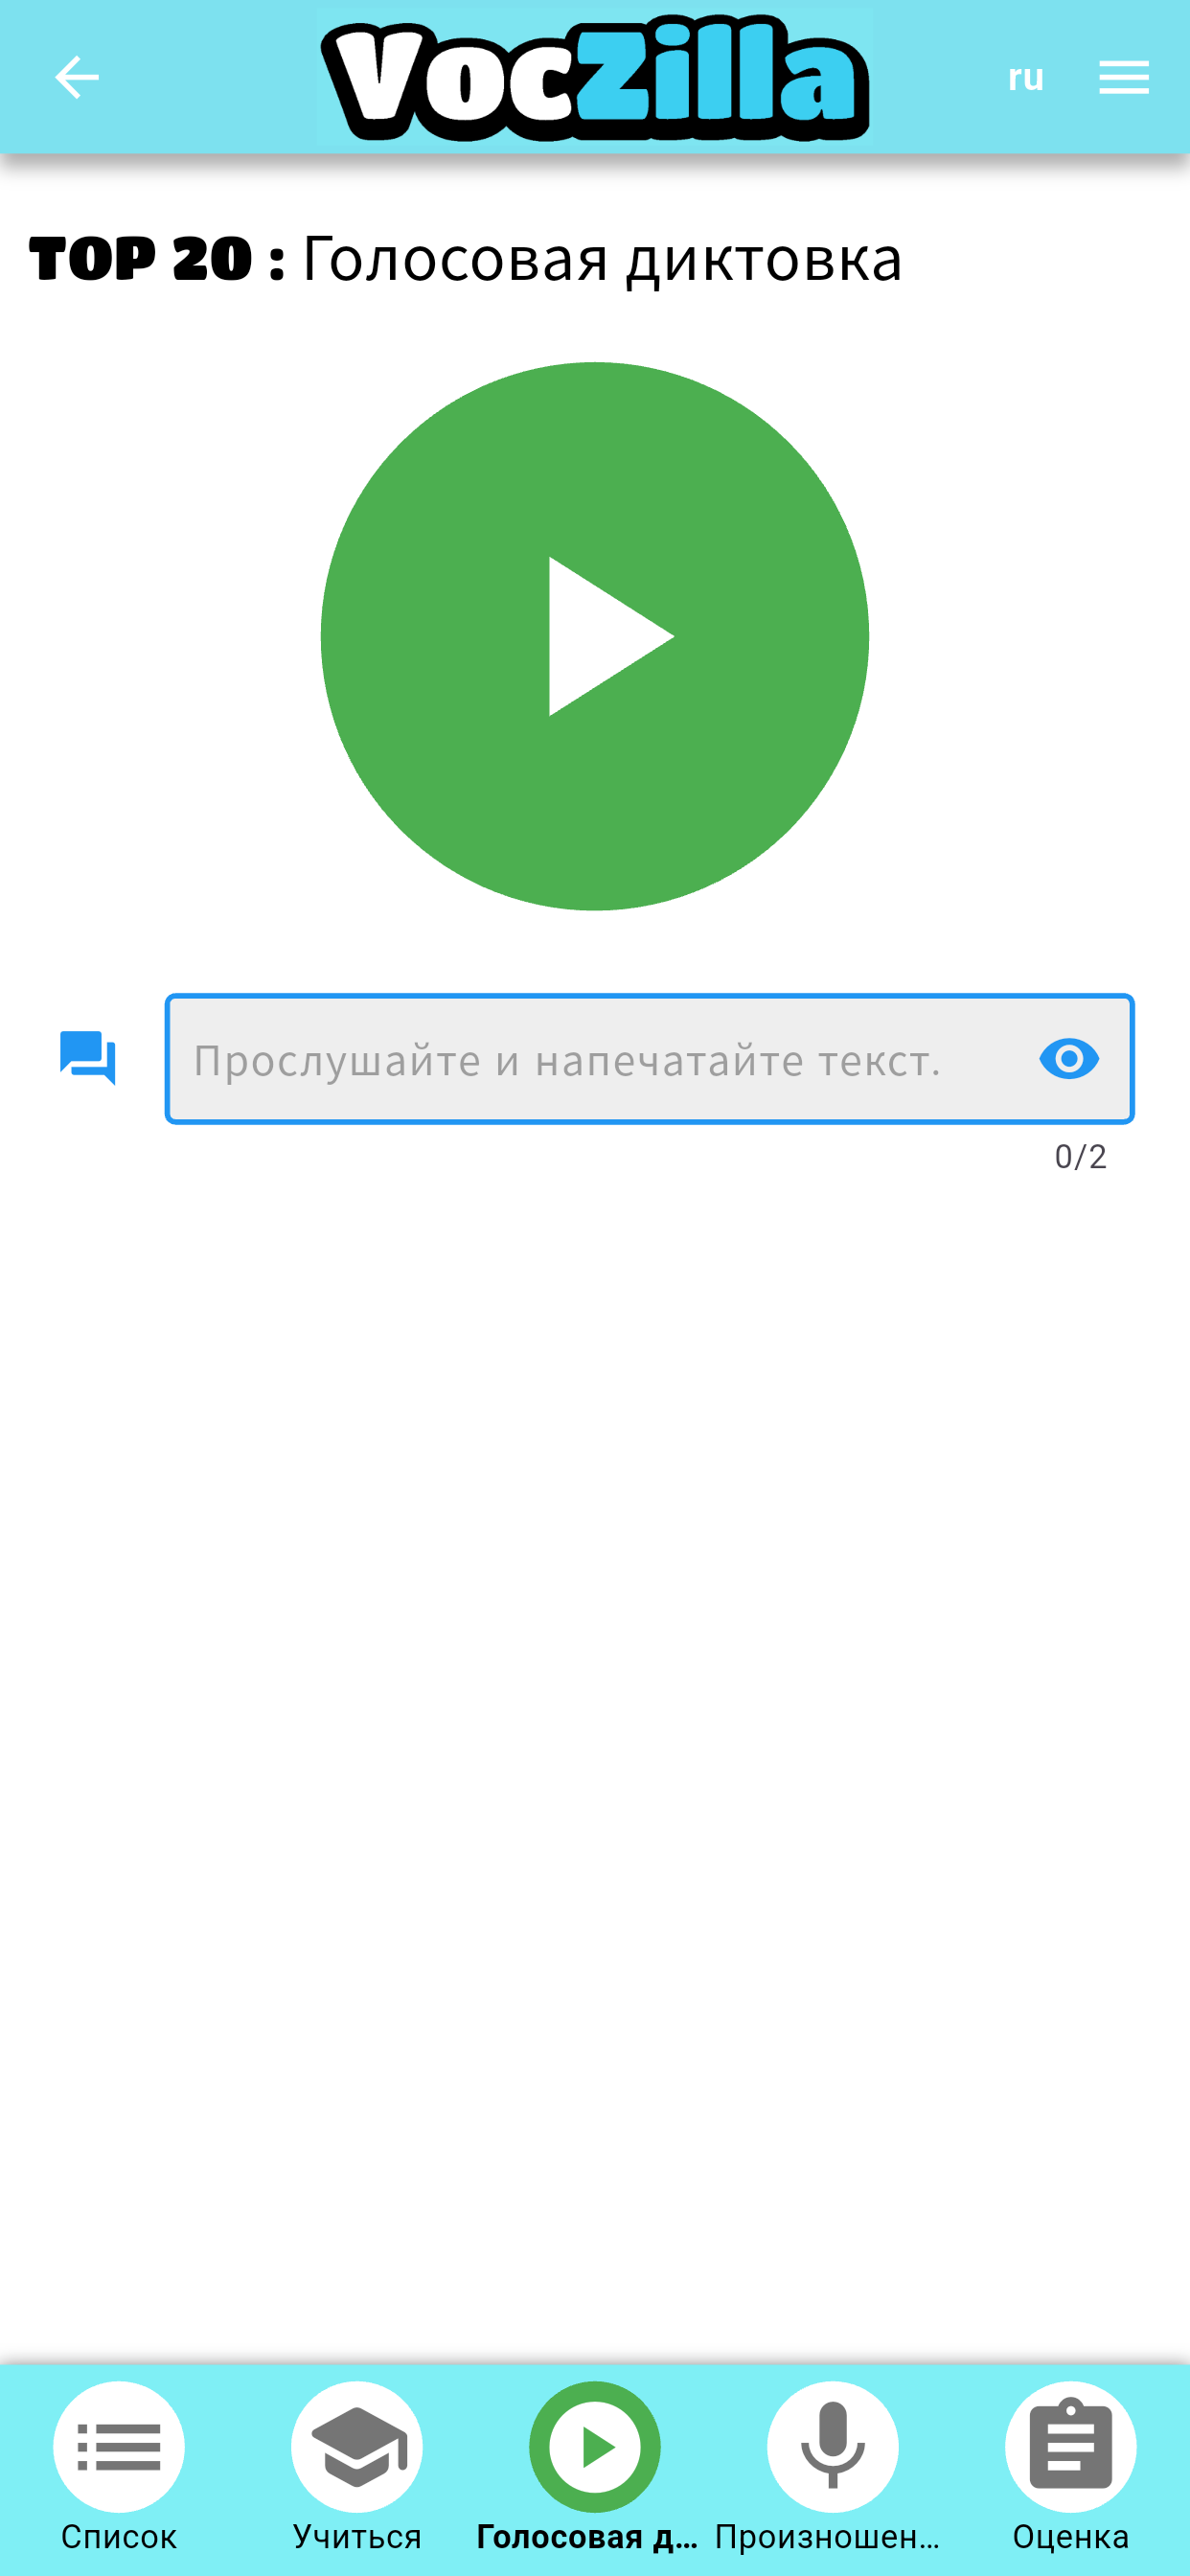 VocZilla
ru
TOP 20 : Голосовая диктовка
Прослушайте и напечатайте текст.
0/2
Список
Учиться
Голосовая д...
Произношен...
Оценка